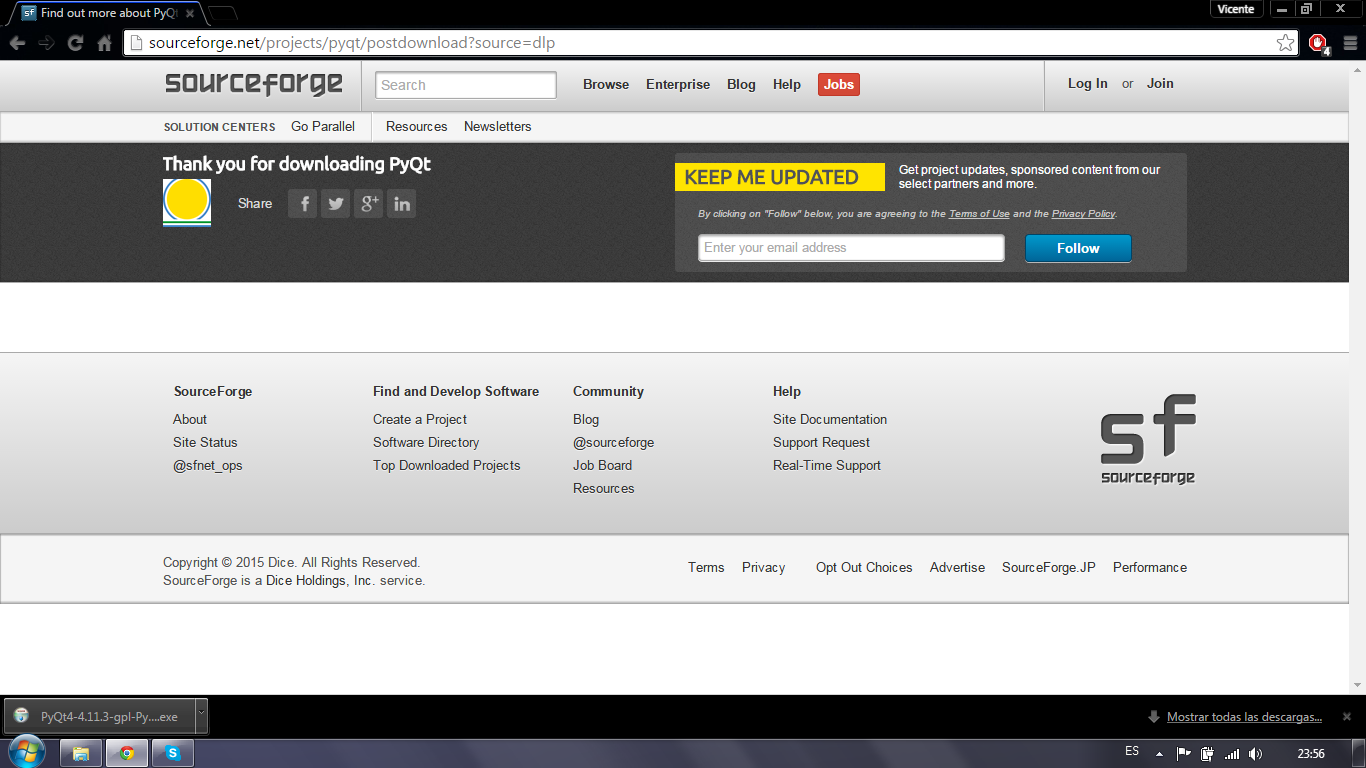 Find out more about PyQt
Vicente
sourceforge.net/projects/pyqt/postdownload?source=dlp
4
sourceforge
Search
Browse Enterprise Blog Help Jobs
Log In or Join
SOLUTION CENTERS Go Parallel Resources Newsletters
Thank you for downloading PyQt
Share
f g+ in
KEEP ME UPDATED
Get project updates, sponsored content from our
select partners and more.
By clicking on "Follow" below, you are agreeing to the Terms of Use and the Privacy Policy.
Enter your email address
Follow
SourceForge
About
Site Status
@sfnet_ops
Find and Develop Software
Create a Project
Software Directory
Top Downloaded Projects
Community
Blog
@sourceforge
Job Board
Resources
Help
Site Documentation
Support Request
Real-Time Support
sf
sourceforge
Copyright © 2015 Dice. All Rights Reserved.
SourceForge is a Dice Holdings, Inc. service.
Terms Privacy Opt Out Choices Advertise SourceForge.JP Performance
PyQt4-4.11.3-gpl-Py....exe
Mostrar todas las descargas...
ES
23:56